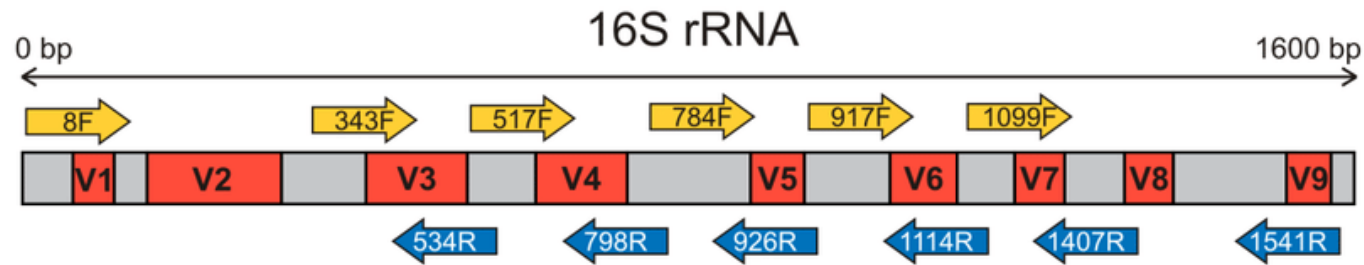 16S rRNA
0 bp
1600 bp
8F 343F 517F 784F 917F 1099F
V1 V2 V3 V4 V5 V6 V7 V8 V9
534R 798R 926R 1114R 1407R 1541R